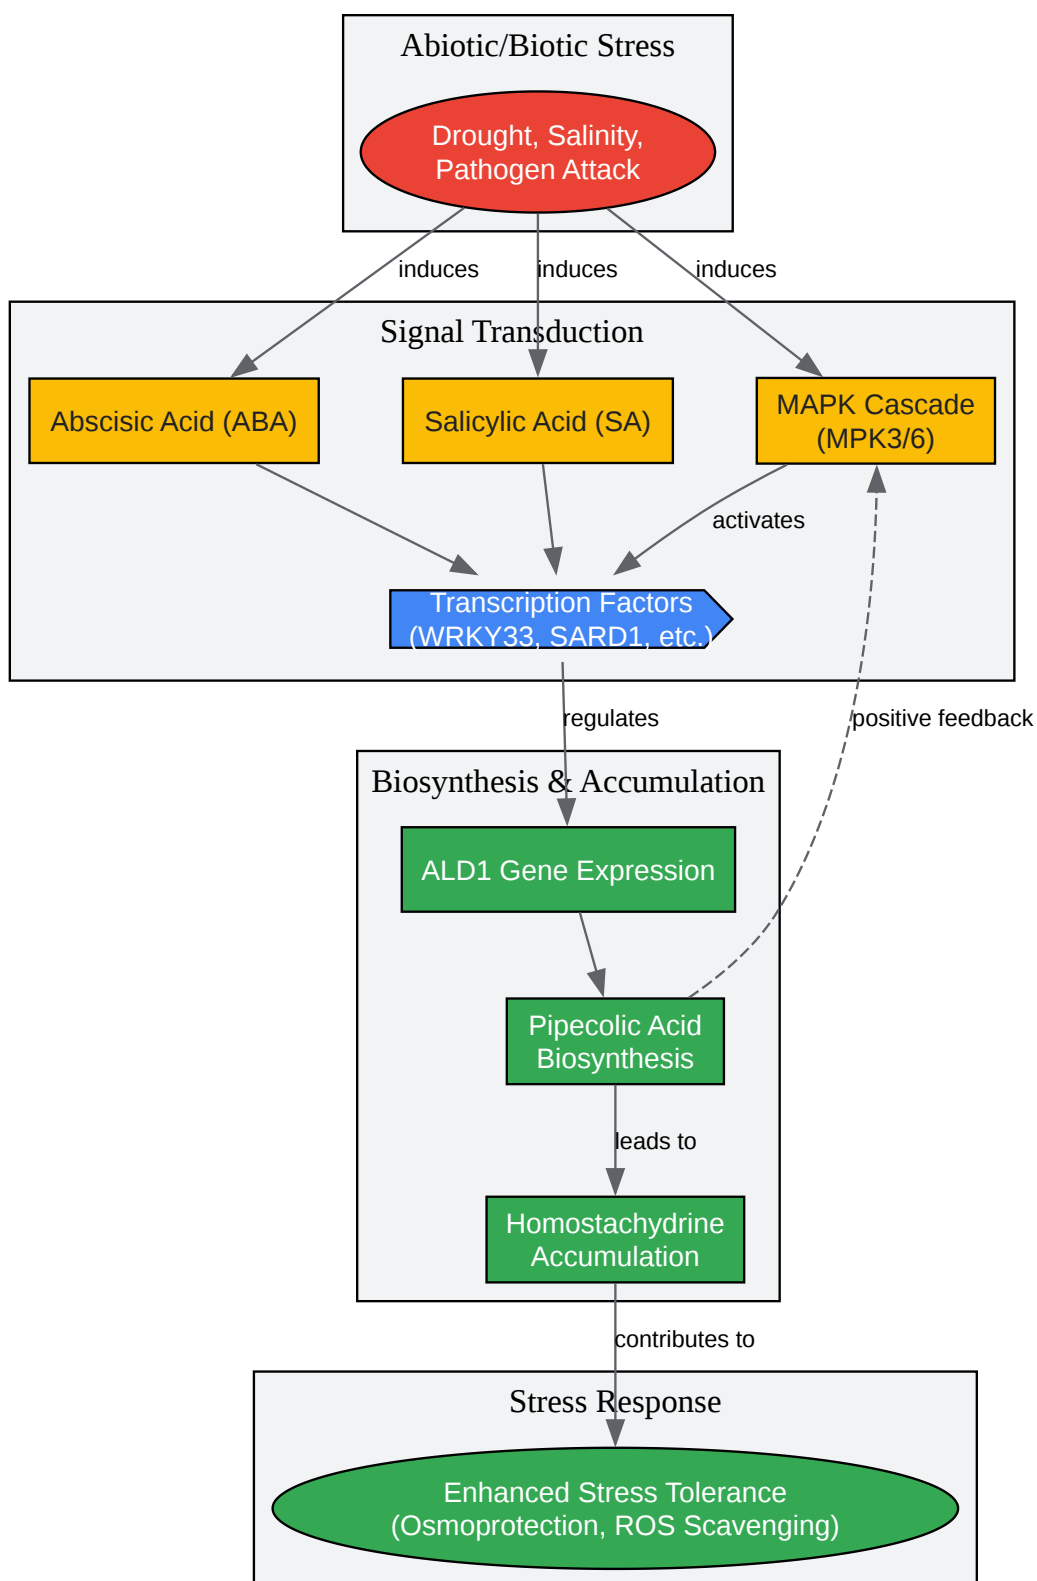 Abiotic/Biotic Stress
Drought, Salinity,
Pathogen Attack
induces
induces
induces
Signal Transduction
Abscisic Acid (ABA)
Salicylic Acid (SA)
MAPK Cascade
(MPK3/6)
activates
Transcription Factors
(WRKY33, SARD1, etc.)
regulates
positive feedback
Biosynthesis & Accumulation
ALD1 Gene Expression
Pipecolic Acid
Biosynthesis
leads to
Homostachydrine
Accumulation
contributes to
Stress Response
Enhanced Stress Tolerance
(Osmoprotection, ROS Scavenging)